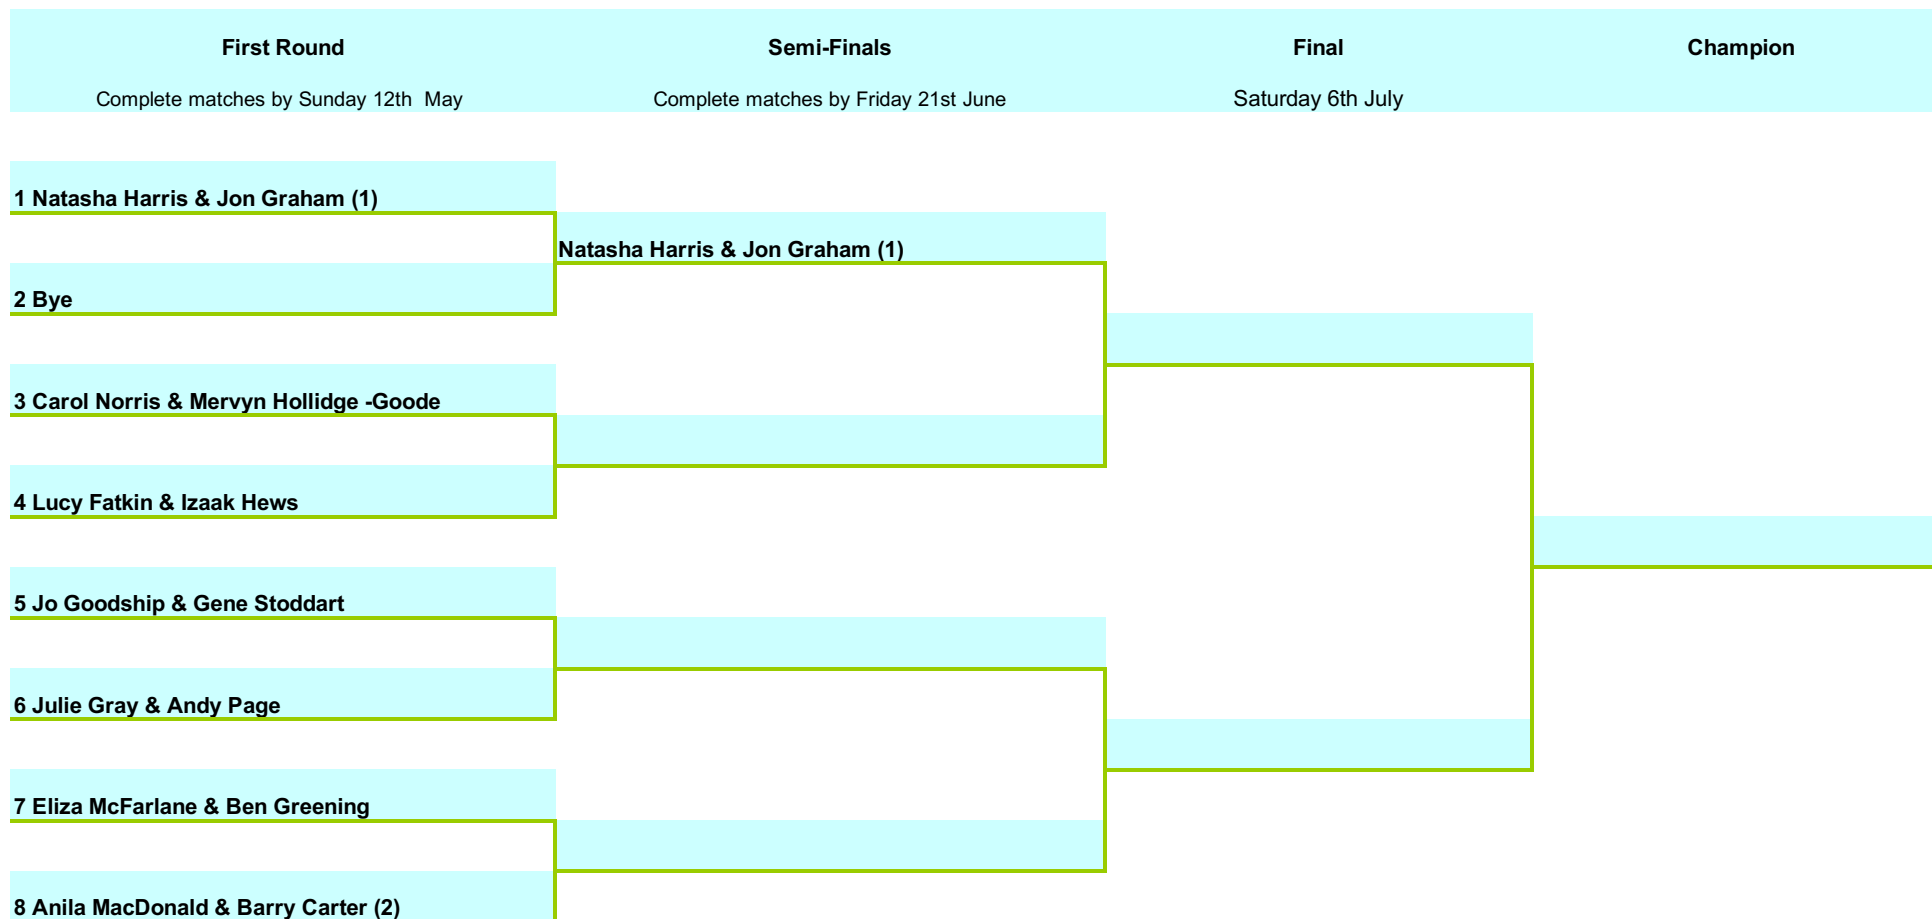 First Round
Semi-Finals
Final
Champion
Complete matches by Sunday 12th  May
Complete matches by Friday 21st June
Saturday 6th July
1 Natasha Harris & Jon Graham (1)
Natasha Harris & Jon Graham (1)
2 Bye
3 Carol Norris & Mervyn Hollidge -Goode
4 Lucy Fatkin & Izaak Hews
5 Jo Goodship & Gene Stoddart
6 Julie Gray & Andy Page
7 Eliza McFarlane & Ben Greening
8 Anila MacDonald & Barry Carter (2)